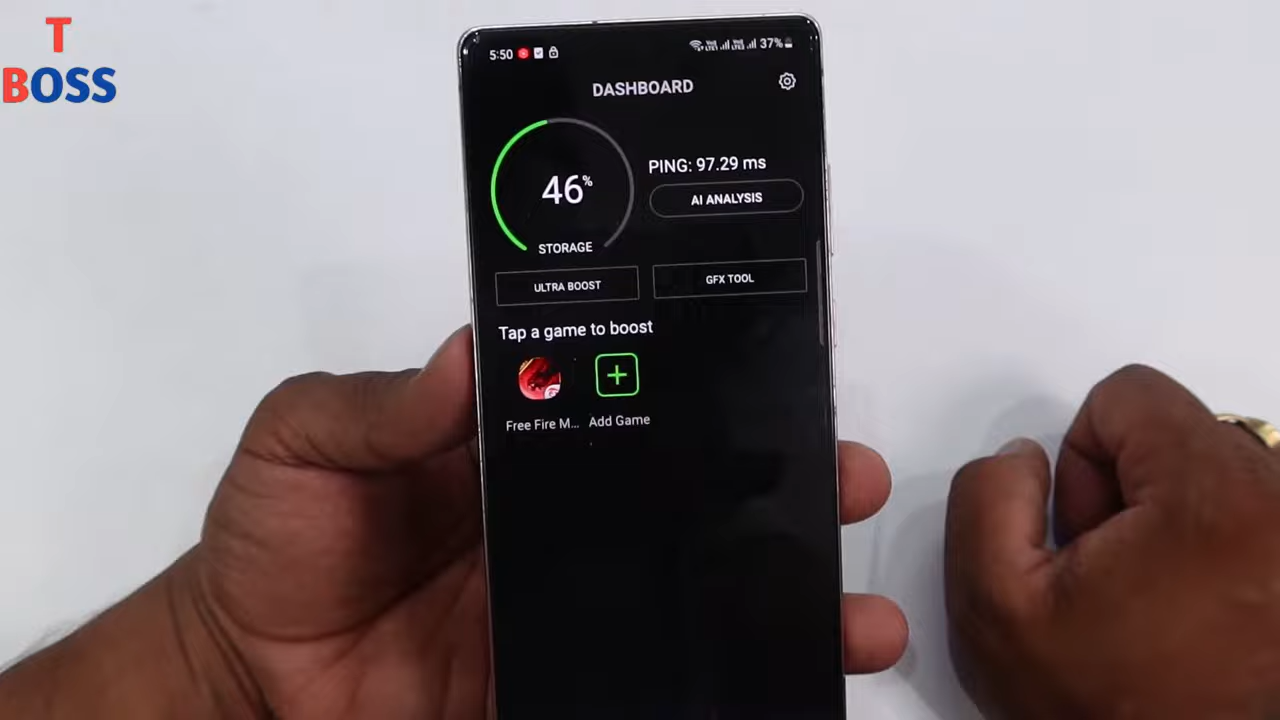 T
BOSS
5:50
37%
DASHBOARD
46%
STORAGE
PING: 97.29 ms
AI ANALYSIS
ULTRA BOOST
GFX TOOL
Tap a game to boost
Free Fire M...
Add Game